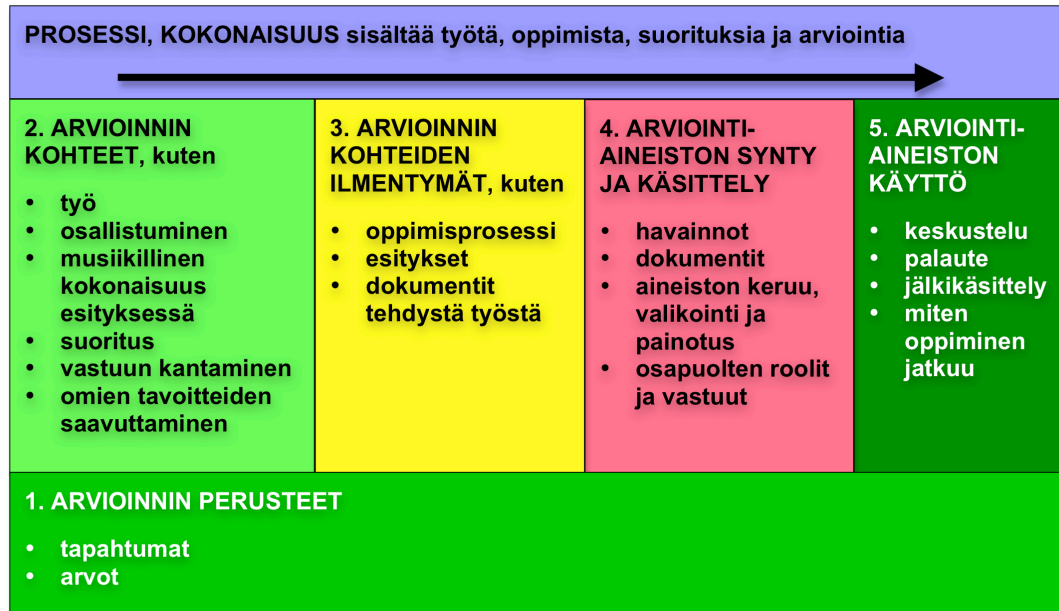 PROSESSI, KOKONAISUUS sisältää työtä, oppimista, suorituksia ja arviointia
2. ARVIOINNIN
KOHTEET, kuten
• työ
• osallistuminen
• musiikillinen
kokonaisuus
esityksessä
• suoritus
• vastuun kantaminen
• omien tavoitteiden
saavuttaminen
3. ARVIOINNIN
KOHTEIDEN
ILMENTYMÄT, kuten
• oppimisprosessi
• esitykset
• dokumentit
tehdystä työstä
4. ARVIOINTI-
AINEISTON SYNTY
JA KÄSITTELY
• havainnot
• dokumentit
• aineiston keruu,
valikointi ja
painotus
• osapuolten roolit
ja vastuut
5. ARVIOINTI-
AINEISTON
KÄYTTÖ
• keskustelu
• palaute
• jälkikäsittely
• miten
oppiminen
jatkuu
1. ARVIOINNIN PERUSTEET
• tapahtumat
• arvot